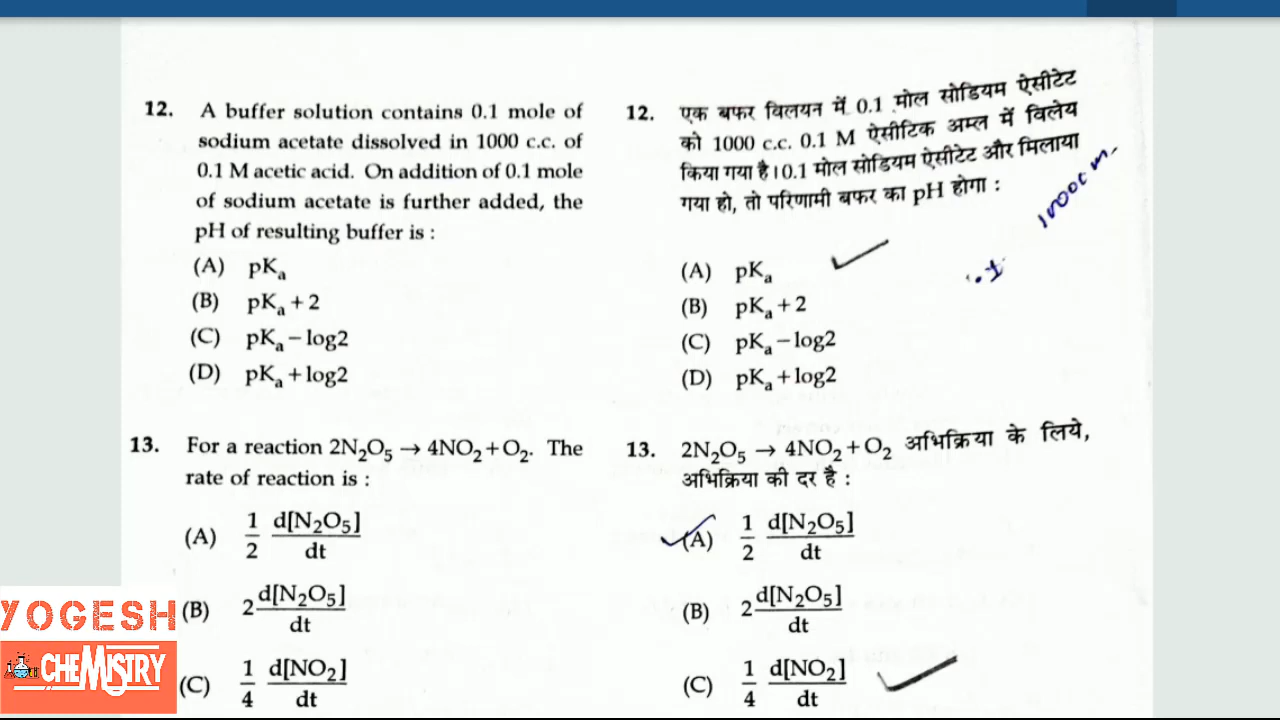 12. A buffer solution contains 0.1 mole of
sodium acetate dissolved in 1000 c.c. of
0.1 M acetic acid. On addition of 0.1 mole
of sodium acetate is further added, the
pH of resulting buffer is :
(A) pKₐ
(B) pKₐ + 2
(C) pKₐ – log2
(D) pKₐ + log2
13. For a reaction 2N₂O₅ → 4NO₂ + O₂. The
rate of reaction is :
(A) 1/2 d[N₂O₅]/dt
(B) 2 d[N₂O₅]/dt
(C) 1/4 d[NO₂]/dt
12. एक बफर विलयन में 0.1 मोल सोडियम ऐसीटेट
को 1000 c.c. 0.1 M ऐसीटिक अम्ल में विलेय
किया गया है। 0.1 मोल सोडियम ऐसीटेट और मिलाया
गया हो, तो परिणामी बफर का pH होगा :
(A) pKₐ
(B) pKₐ + 2
(C) pKₐ – log2
(D) pKₐ + log2
13. 2N₂O₅ → 4NO₂ + O₂ अभिक्रिया के लिये,
अभिक्रिया की दर है :
(A) 1/2 d[N₂O₅]/dt
(B) 2 d[N₂O₅]/dt
(C) 1/4 d[NO₂]/dt
YOGESH
CHEMISTRY